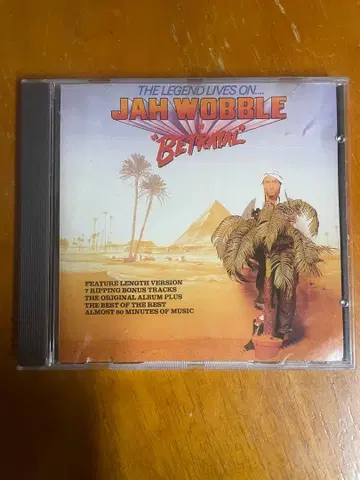 THE LEGEND LIVES ON....
JAH WOBBLE
in
"BETRAYAL"
FEATURE LENGTH VERSION
7 RIPPING BONUS TRACKS
THE ORIGINAL ALBUM PLUS
THE BEST OF THE REST
ALMOST 80 MINUTES OF MUSIC